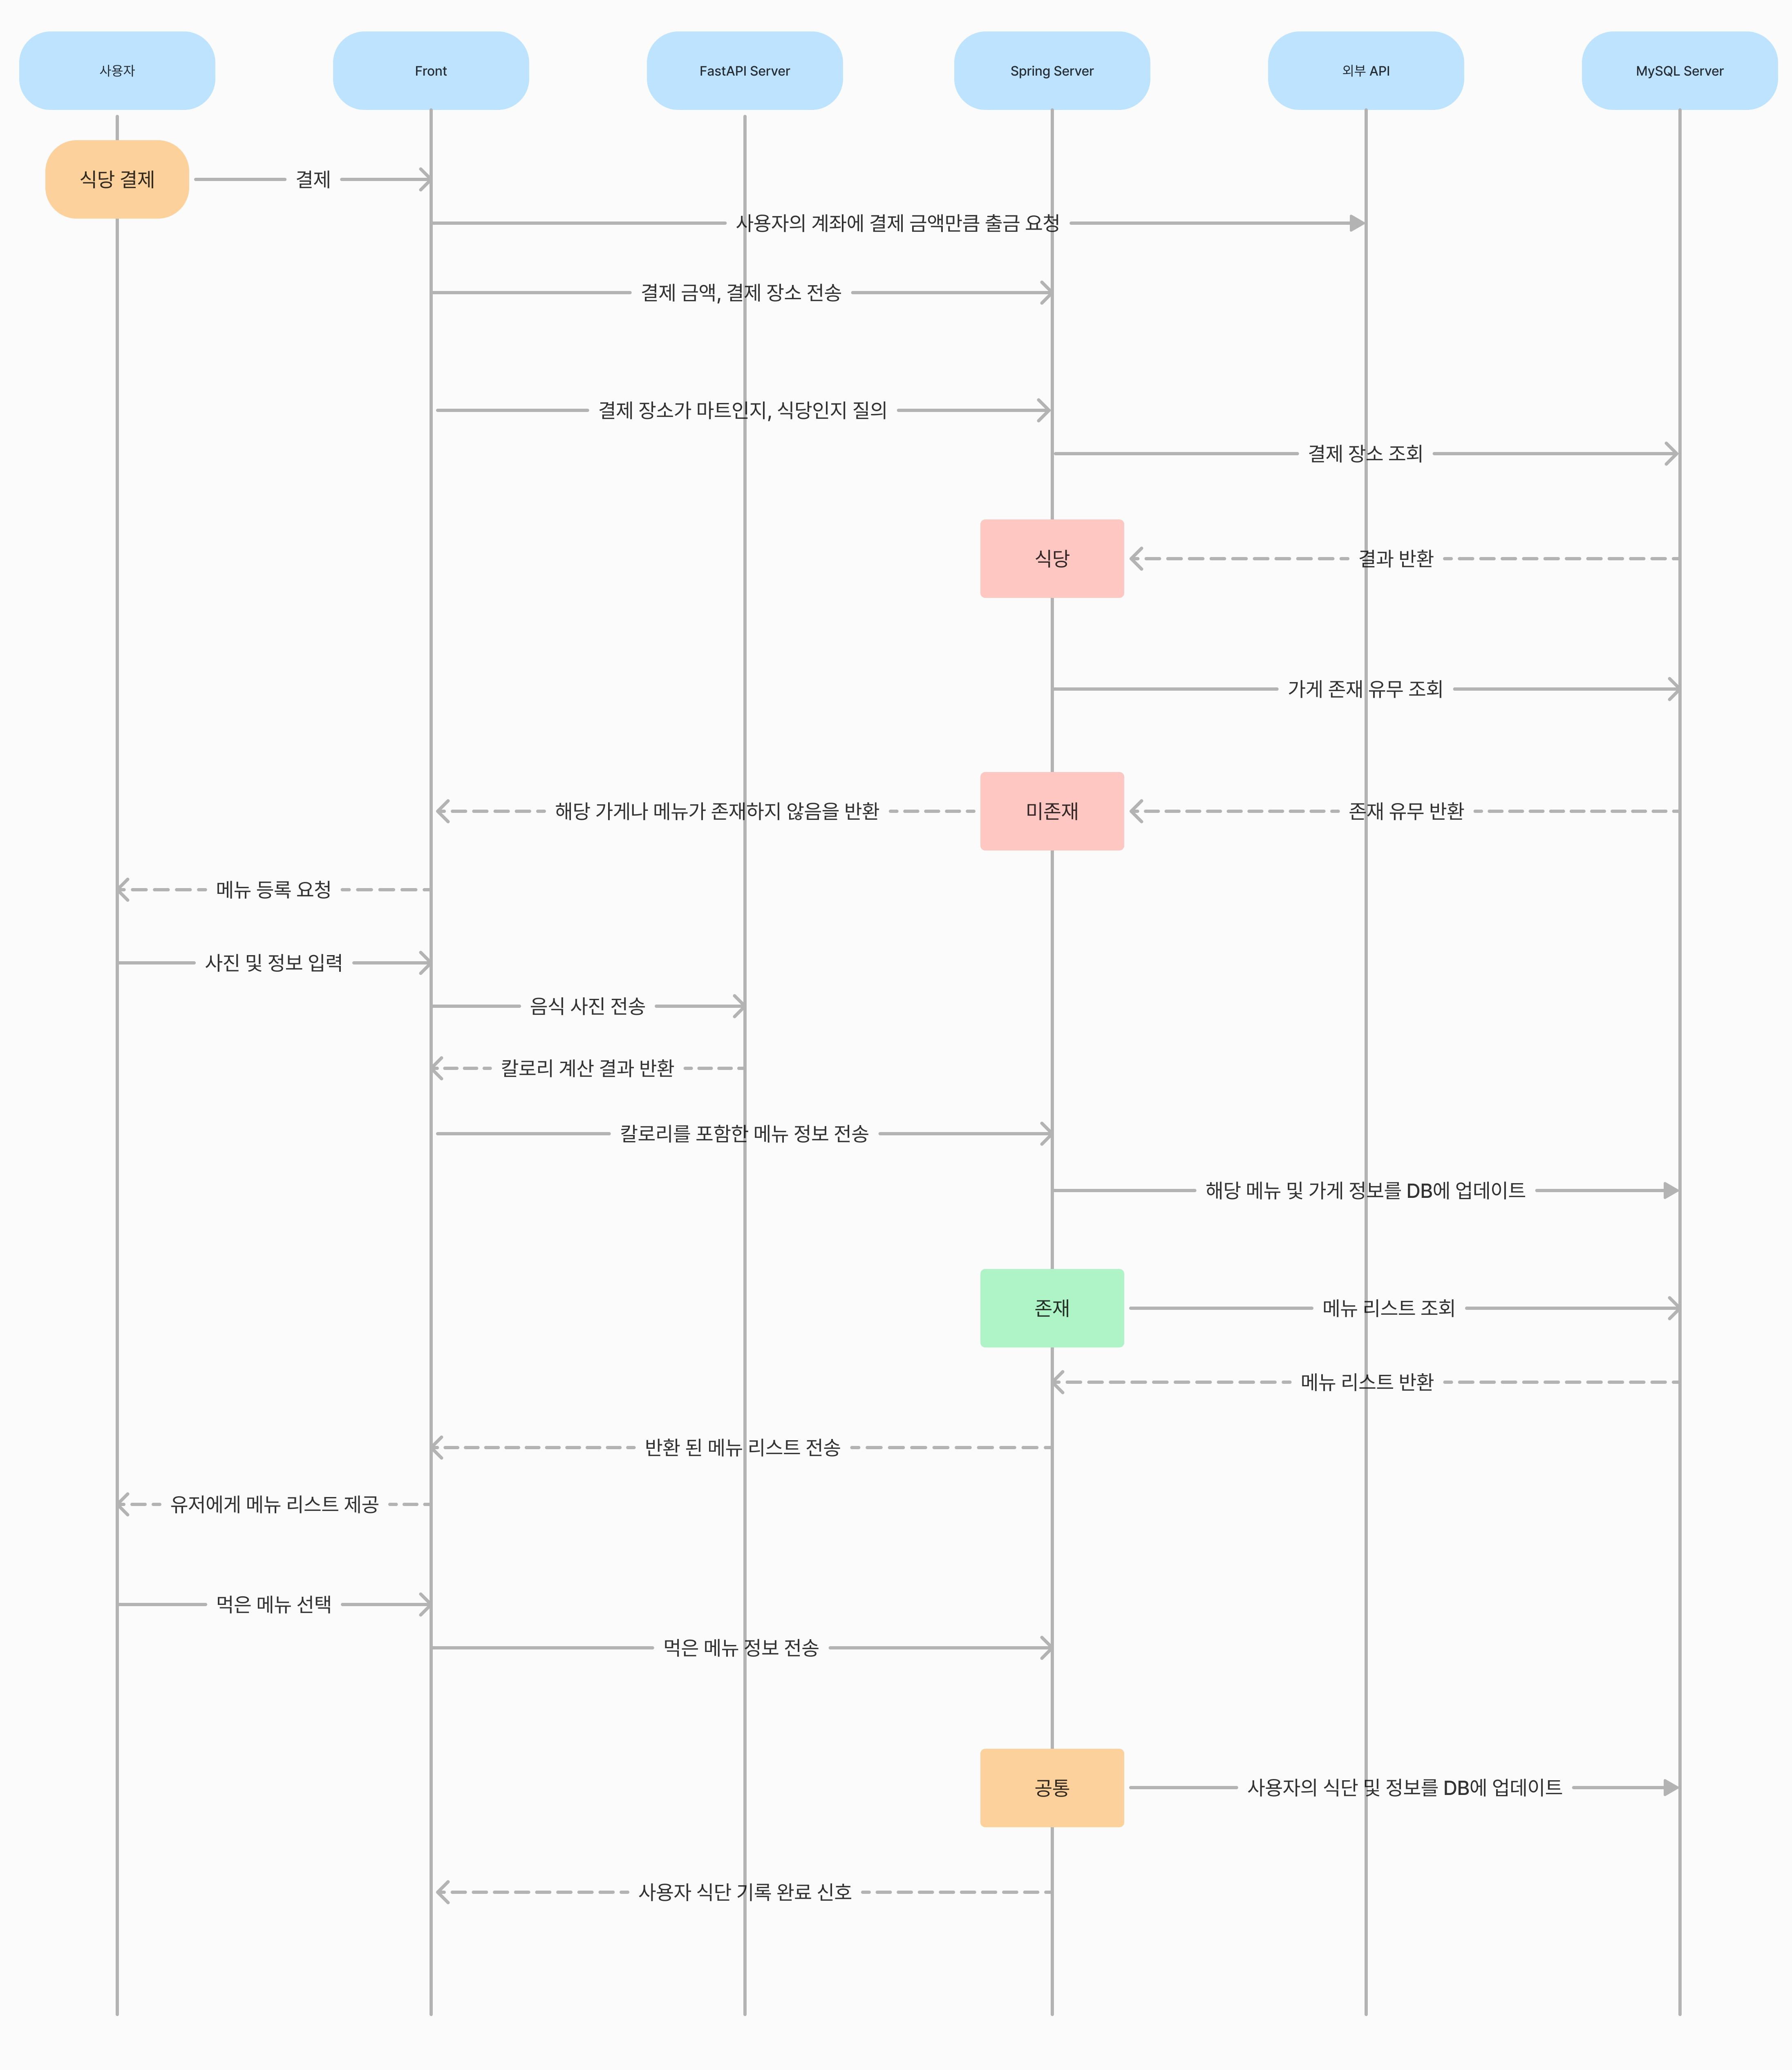 사용자
Front
FastAPI Server
Spring Server
외부 API
MySQL Server
식당 결제
결제
사용자의 계좌에 결제 금액만큼 출금 요청
결제 금액, 결제 장소 전송
결제 장소가 마트인지, 식당인지 질의
결제 장소 조회
식당
결과 반환
가게 존재 유무 조회
해당 가게나 메뉴가 존재하지 않음을 반환
미존재
존재 유무 반환
메뉴 등록 요청
사진 및 정보 입력
음식 사진 전송
칼로리 계산 결과 반환
칼로리를 포함한 메뉴 정보 전송
해당 메뉴 및 가게 정보를 DB에 업데이트
존재
메뉴 리스트 조회
메뉴 리스트 반환
반환 된 메뉴 리스트 전송
유저에게 메뉴 리스트 제공
먹은 메뉴 선택
먹은 메뉴 정보 전송
공통
사용자의 식단 및 정보를 DB에 업데이트
사용자 식단 기록 완료 신호